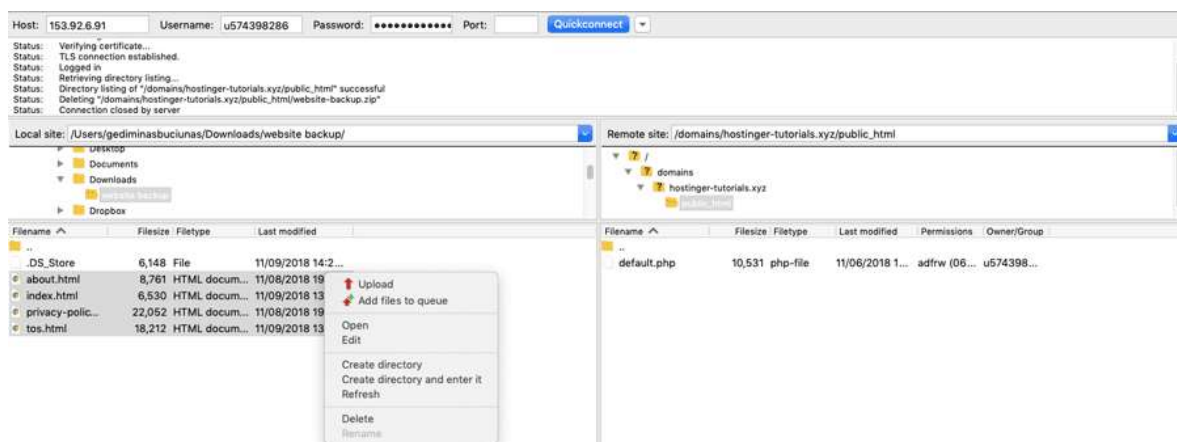 Host: 153.92.6.91 Username: u574398286 Password: •••••••••••• Port: Quickconnect
Status: Verifying certificate...
Status: TLS connection established.
Status: Logged in
Status: Retrieving directory listing...
Status: Directory listing of "/domains/hostinger-tutorials.xyz/public_html" successful
Status: Deleting "/domains/hostinger-tutorials.xyz/public_html/website-backup.zip"
Status: Connection closed by server
Local site: /Users/gediminasbuciunas/Downloads/website backup/
Desktop
Documents
Downloads
website backup
Dropbox
Remote site: /domains/hostinger-tutorials.xyz/public_html
/
domains
hostinger-tutorials.xyz
public_html
Filename Filesize Filetype Last modified
..
.DS_Store 6,148 File 11/09/2018 14:2...
about.html 8,761 HTML docum... 11/08/2018 19
index.html 6,530 HTML docum... 11/09/2018 13
privacy-polic... 22,052 HTML docum... 11/08/2018 19
tos.html 18,212 HTML docum... 11/09/2018 13
Upload
Add files to queue
Open
Edit
Create directory
Create directory and enter it
Refresh
Delete
Rename
Filename Filesize Filetype Last modified Permissions Owner/Group
..
default.php 10,531 php-file 11/06/2018 1... adfrw (06... u574398...